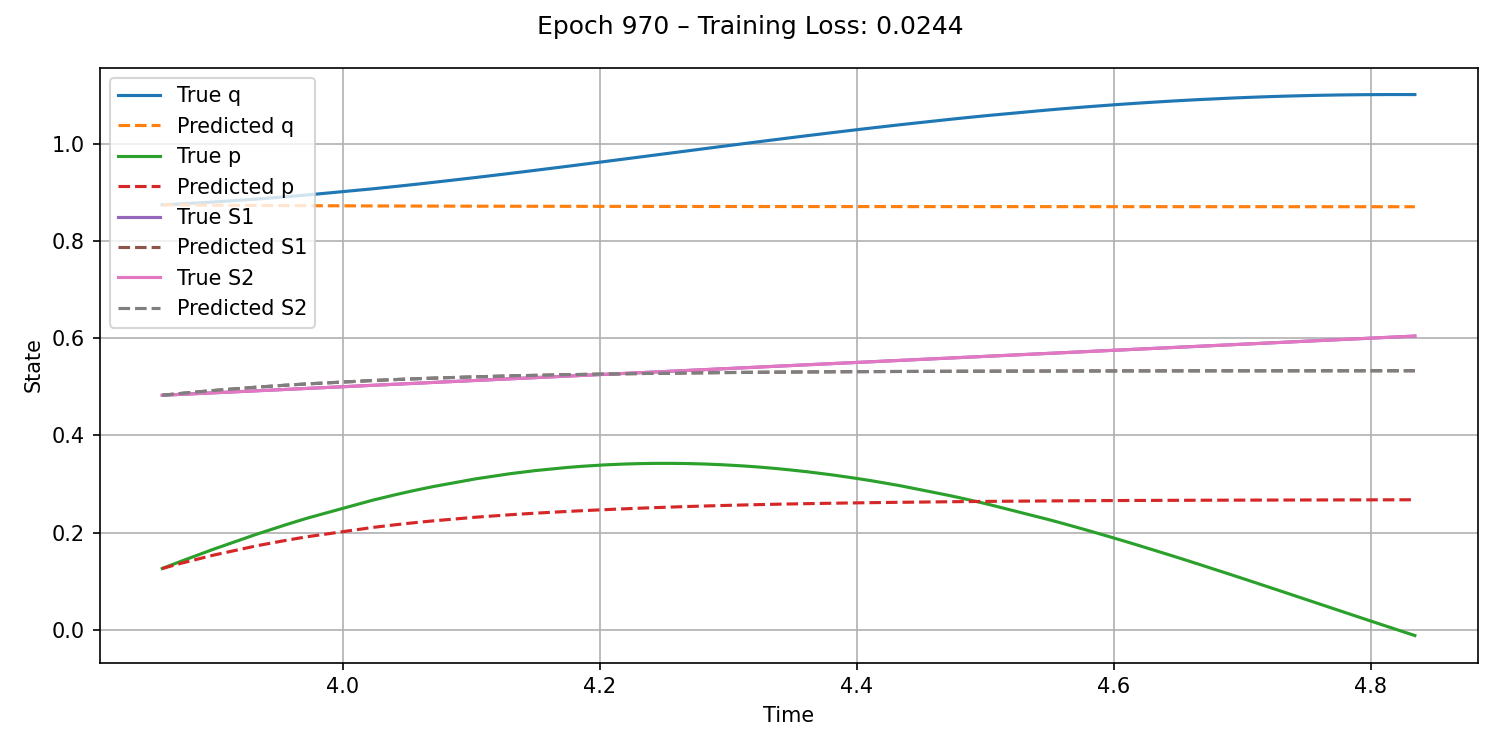 Epoch 970 – Training Loss: 0.0244
True q
Predicted q
True p
Predicted p
True S1
Predicted S1
True S2
Predicted S2
State
1.0
0.8
0.6
0.4
0.2
0.0
4.0 4.2 4.4 4.6 4.8
Time